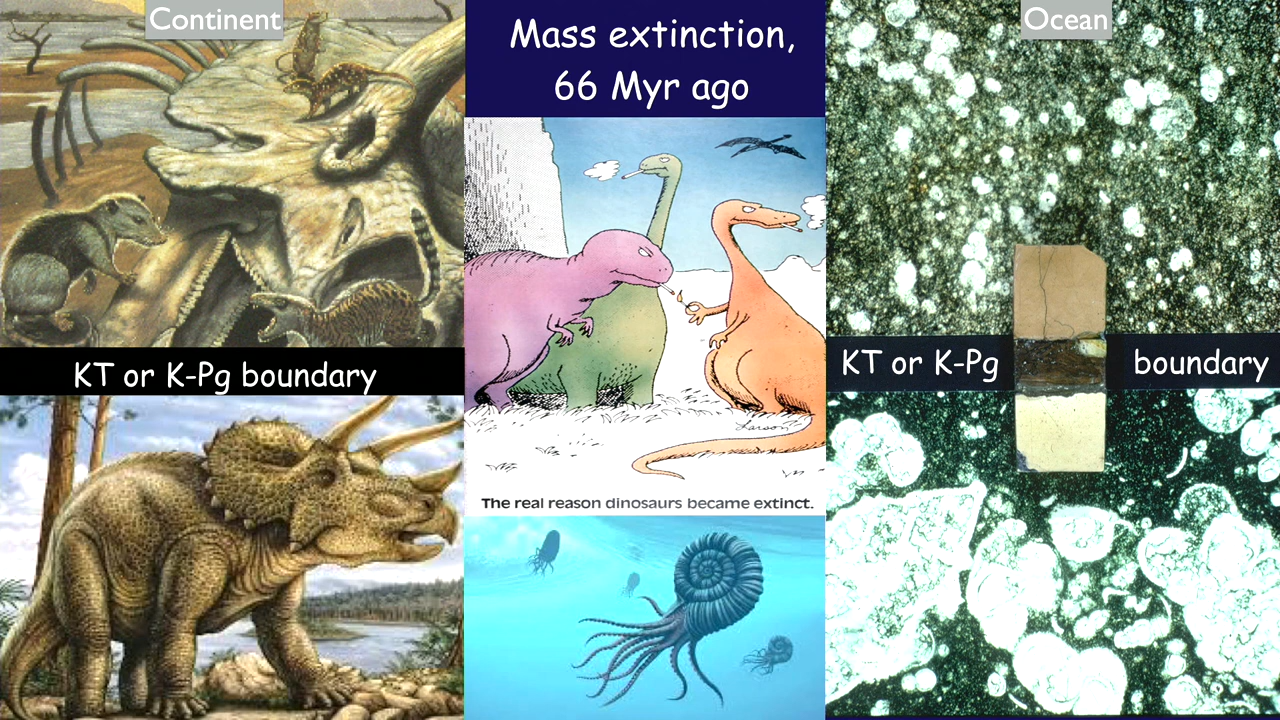 Continent
Mass extinction,
66 Myr ago
Ocean
KT or K-Pg boundary
KT or K-Pg boundary
Larson
The real reason dinosaurs became extinct.